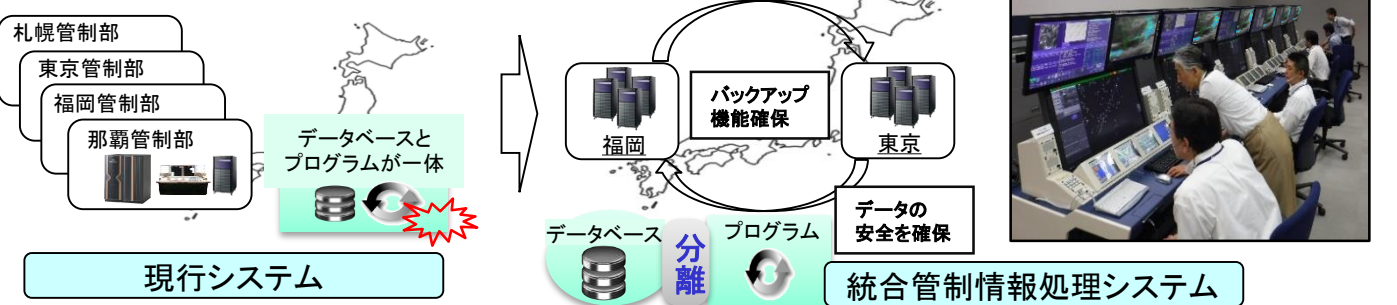 札幌管制部
東京管制部
福岡管制部
那覇管制部
データベースと
プログラムが一体
現行システム
福岡
バックアップ
機能確保
東京
データの
安全を確保
データベース
分離
プログラム
統合管制情報処理システム